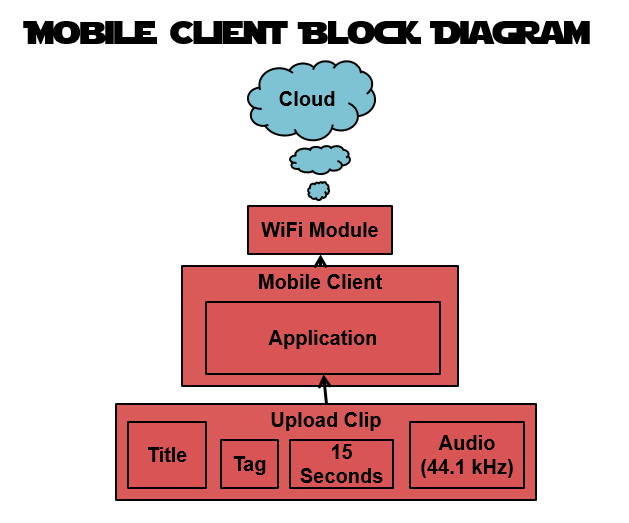 Mobile Client Block Diagram
Cloud
WiFi Module
Mobile Client
Application
Upload Clip
Title
Tag
15
Seconds
Audio
(44.1 kHz)